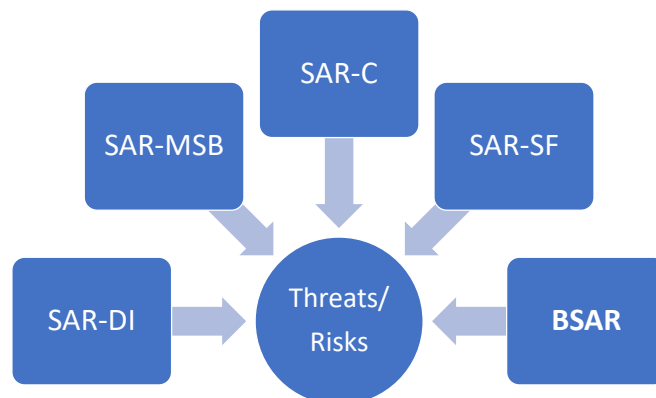 SAR-C
SAR-MSB
SAR-SF
SAR-DI
Threats/
Risks
BSAR